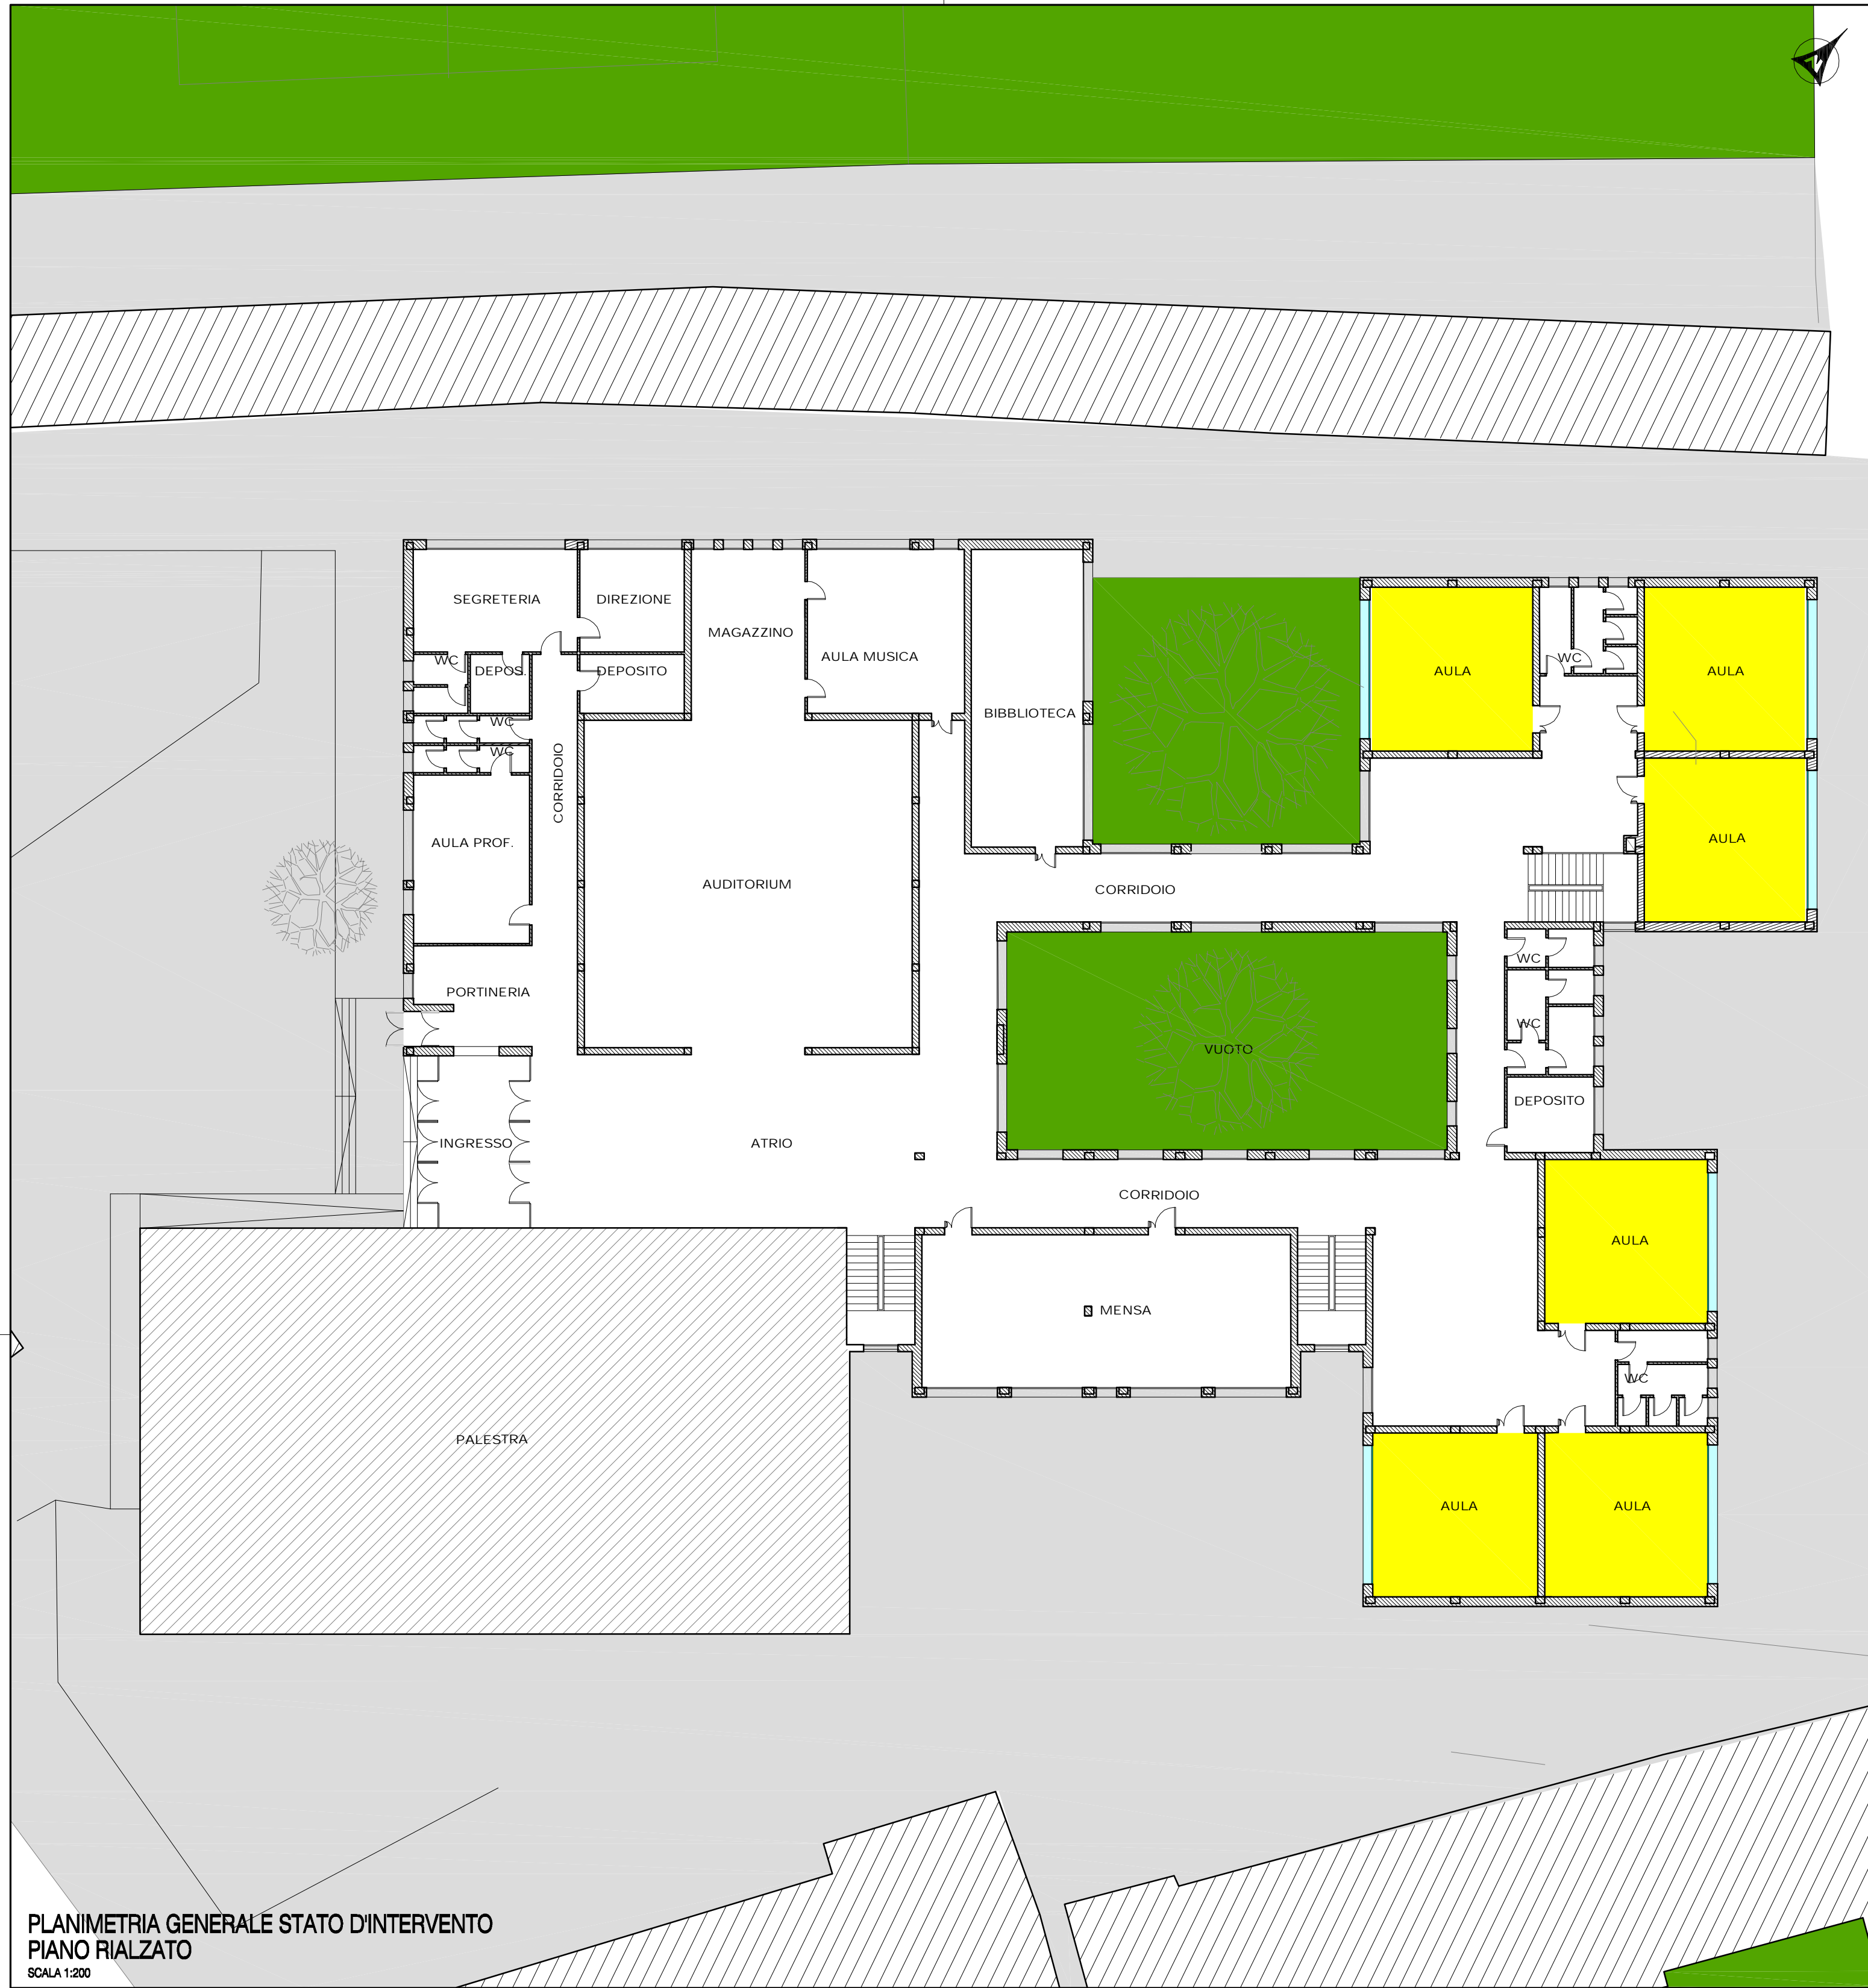 SEGRETERIA
DIREZIONE
MAGAZZINO
AULA MUSICA
WC
DEPOS.
DEPOSITO
BIBBLIOTECA
WC
WC
CORRIDOIO
AULA PROF.
AUDITORIUM
CORRIDOIO
AULA
WC
AULA
AULA
PORTINERIA
VUOTO
WC
WC
DEPOSITO
INGRESSO
ATRIO
CORRIDOIO
AULA
MENSA
WC
PALESTRA
AULA
AULA
PLANIMETRIA GENERALE STATO D'INTERVENTO
PIANO RIALZATO
SCALA 1:200